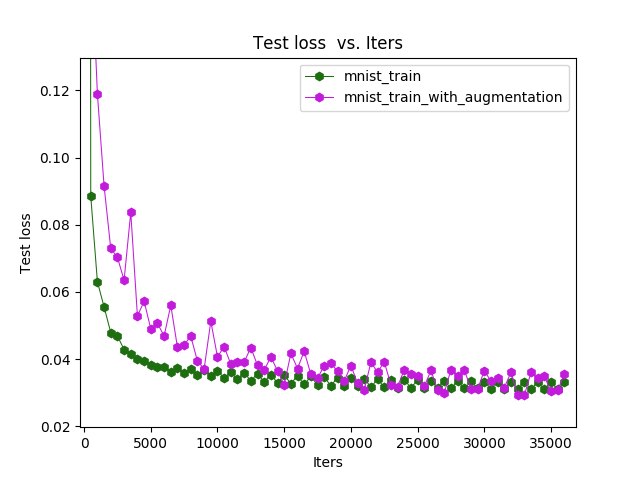 Test loss  vs. Iters
mnist_train
mnist_train_with_augmentation
Test loss
0.12
0.10
0.08
0.06
0.04
0.02
0
5000
10000
15000
20000
25000
30000
35000
Iters